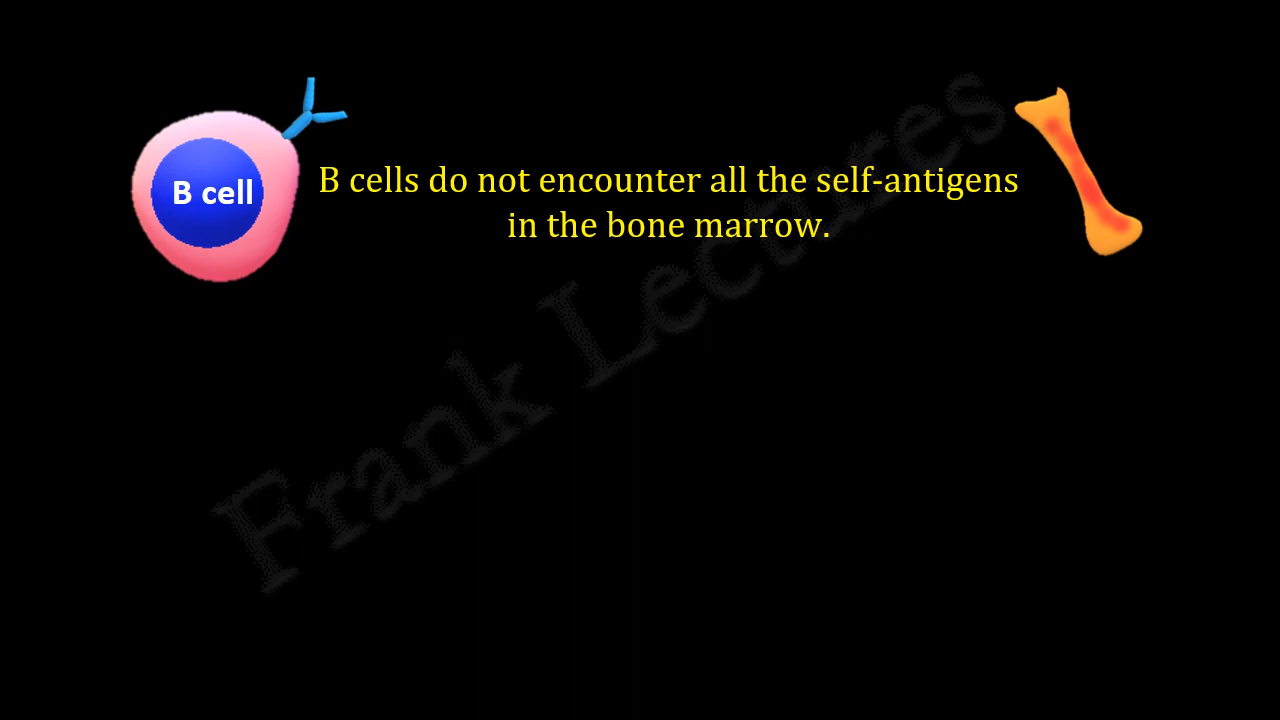 B cell
B cells do not encounter all the self-antigens
in the bone marrow.
Frank Lectures